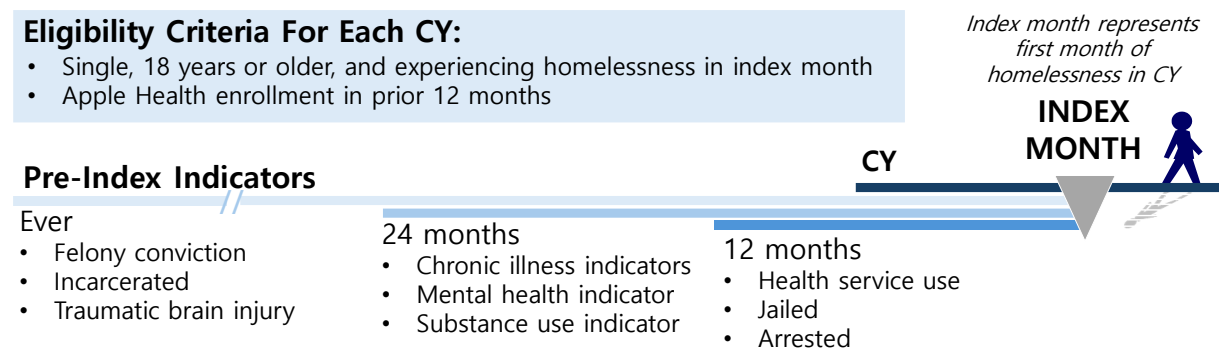 Eligibility Criteria For Each CY:
• Single, 18 years or older, and experiencing homelessness in index month
• Apple Health enrollment in prior 12 months
Index month represents
first month of
homelessness in CY
INDEX
MONTH
CY
Pre-Index Indicators
Ever
• Felony conviction
• Incarcerated
• Traumatic brain injury
24 months
• Chronic illness indicators
• Mental health indicator
• Substance use indicator
12 months
• Health service use
• Jailed
• Arrested